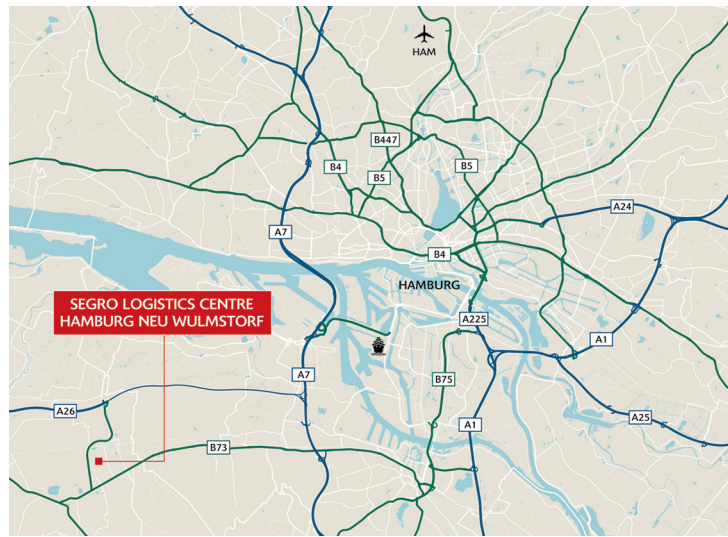 HAM
B447
B4
B5
B5
A24
A7
B4
SEGRO LOGISTICS CENTRE
HAMBURG NEU WULMSTORF
HAMBURG
A225
A1
A7
B75
A26
A25
A1
B73